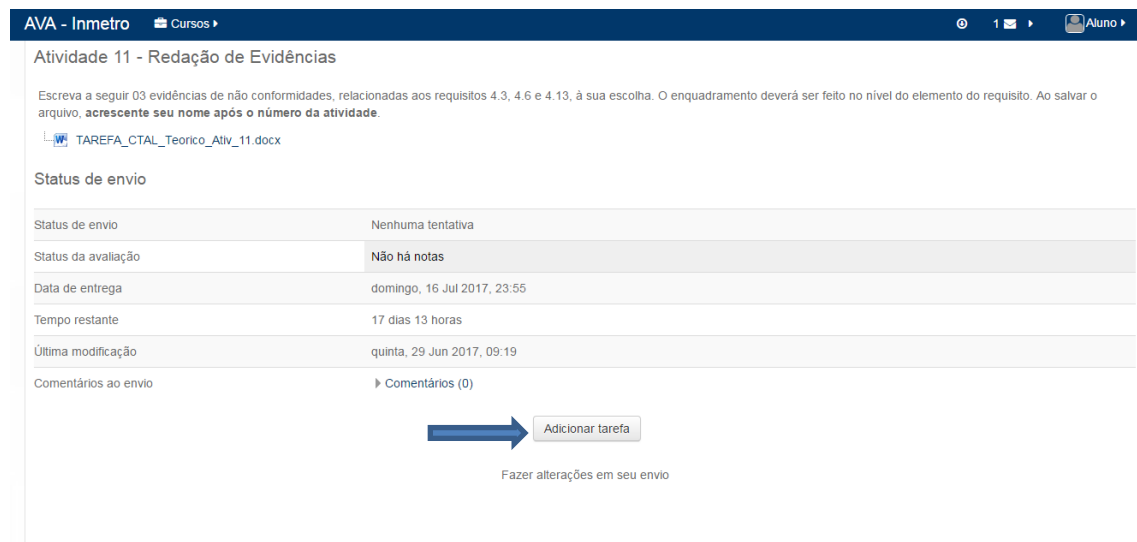 AVA - Inmetro Cursos 1 Aluno
Atividade 11 - Redação de Evidências
Escreva a seguir 03 evidências de não conformidades, relacionadas aos requisitos 4.3, 4.6 e 4.13, à sua escolha. O enquadramento deverá ser feito no nível do elemento do requisito. Ao salvar o
arquivo, acrescente seu nome após o número da atividade.
TAREFA_CTAL_Teorico_Ativ_11.docx
Status de envio
Status de envio Nenhuma tentativa
Status da avaliação Não há notas
Data de entrega domingo, 16 Jul 2017, 23:55
Tempo restante 17 dias 13 horas
Última modificação quinta, 29 Jun 2017, 09:19
Comentários ao envio Comentários (0)
Adicionar tarefa
Fazer alterações em seu envio